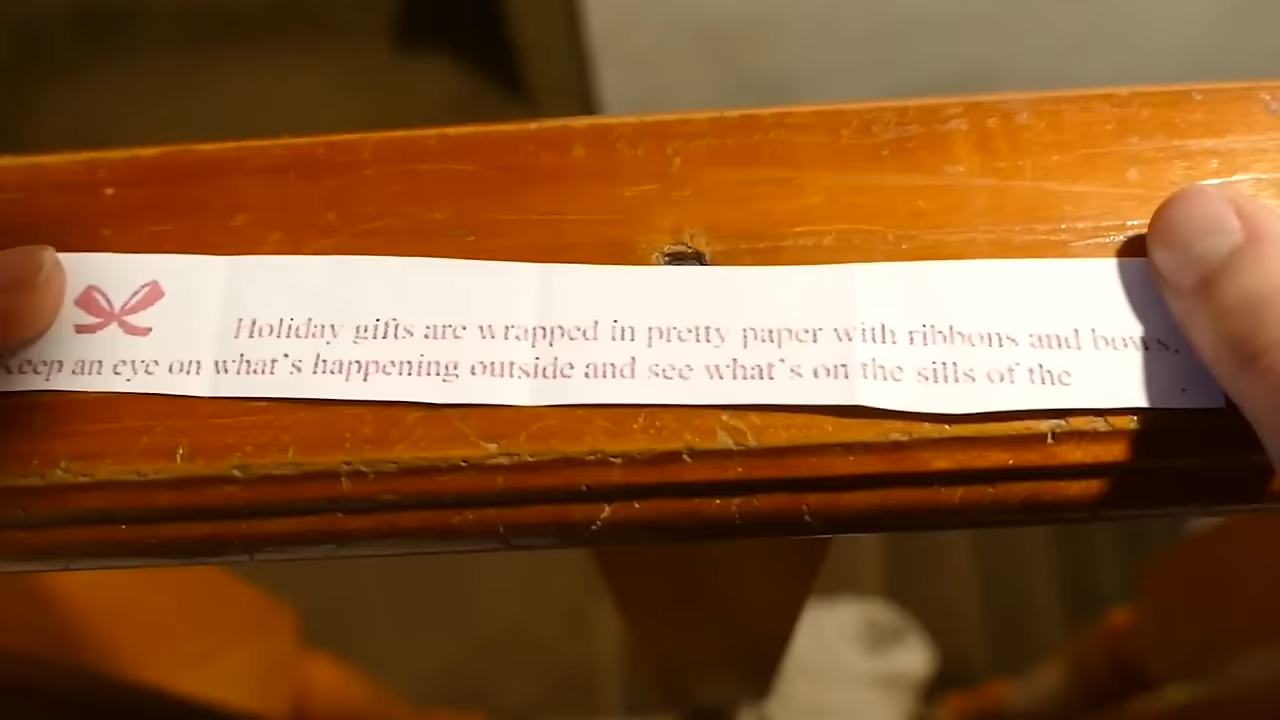 Holiday gifts are wrapped in pretty paper with ribbons and bows.
Keep an eye on what's happening outside and see what's on the sills of the